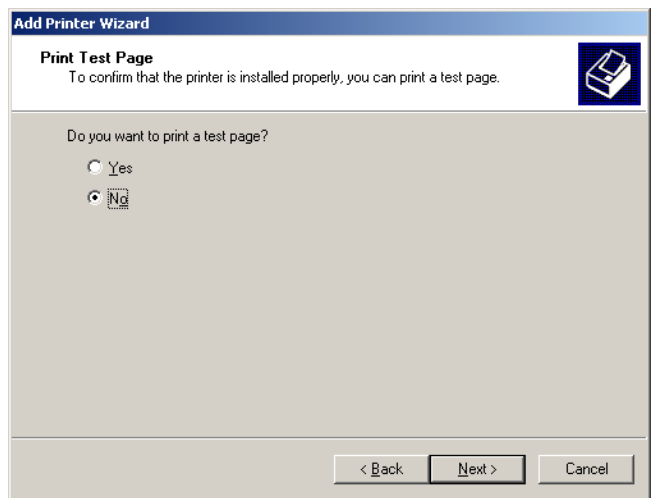 Add Printer Wizard
Print Test Page
To confirm that the printer is installed properly, you can print a test page.
Do you want to print a test page?
Yes
No
< Back
Next >
Cancel